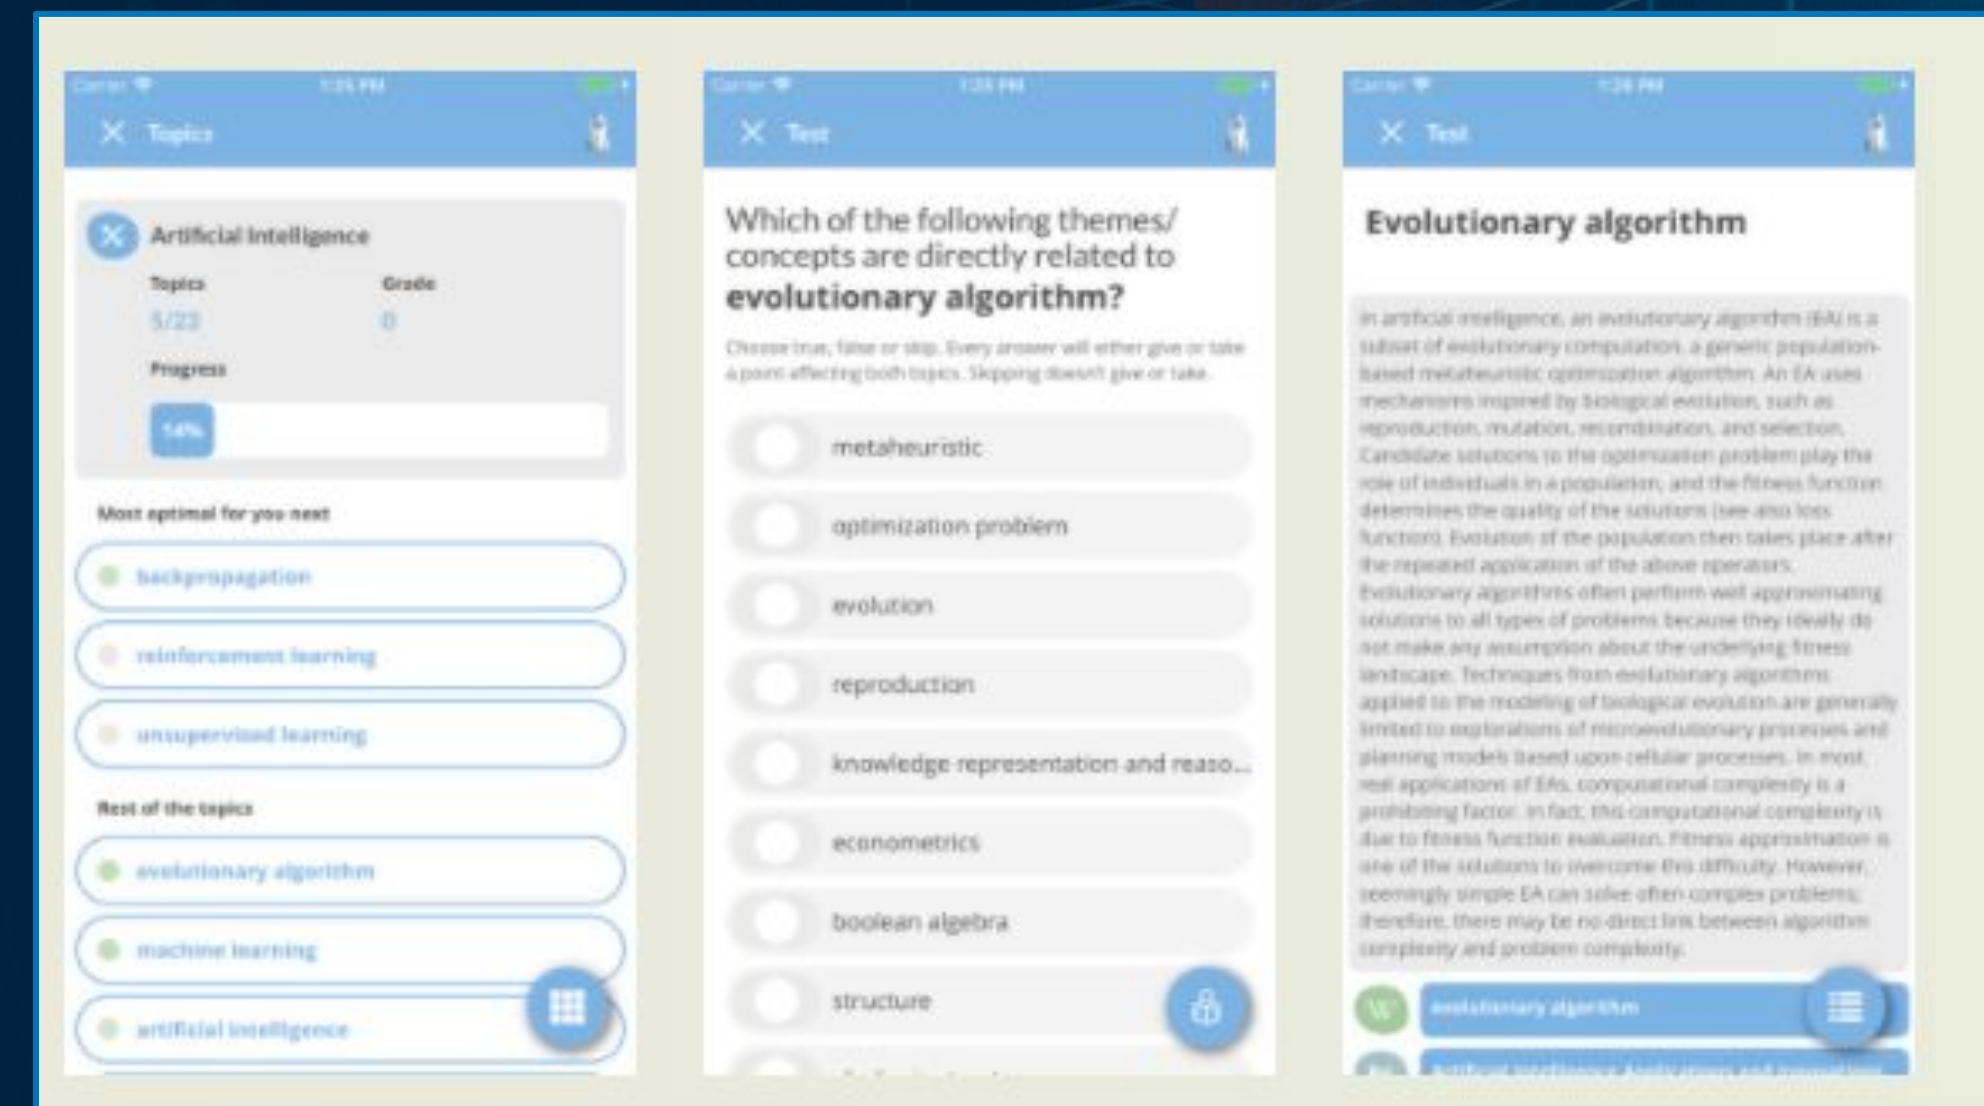 Carrier 1:25 PM
Topics
Artificial Intelligence
Topics Grade
5/23 0
Progress
14%
Most optimal for you next
backpropagation
reinforcement learning
unsupervised learning
Rest of the topics
evolutionary algorithm
machine learning
artificial intelligence
Carrier 1:25 PM
Test
Which of the following themes/
concepts are directly related to
evolutionary algorithm?
Choose true, false or skip. Every answer will either give or take
a point affecting both topics. Skipping doesn't give or take.
metaheuristic
optimization problem
evolution
reproduction
knowledge representation and reaso...
econometrics
boolean algebra
structure
Carrier 1:26 PM
Test
Evolutionary algorithm
In artificial intelligence, an evolutionary algorithm (EA) is a
subset of evolutionary computation, a generic population-
based metaheuristic optimization algorithm. An EA uses
mechanisms inspired by biological evolution, such as
reproduction, mutation, recombination, and selection.
Candidate solutions to the optimization problem play the
role of individuals in a population, and the fitness function
determines the quality of the solutions (see also loss
function). Evolution of the population then takes place after
the repeated application of the above operators.
Evolutionary algorithms often perform well approximating
solutions to all types of problems because they ideally do
not make any assumption about the underlying fitness
landscape. Techniques from evolutionary algorithms
applied to the modeling of biological evolution are generally
limited to explorations of microevolutionary processes and
planning models based upon cellular processes. In most
real applications of EAs, computational complexity is a
prohibiting factor. In fact, this computational complexity is
due to fitness function evaluation. Fitness approximation is
one of the solutions to overcome this difficulty. However,
seemingly simple EA can solve often complex problems;
therefore, there may be no direct link between algorithm
complexity and problem complexity.
W evolutionary algorithm